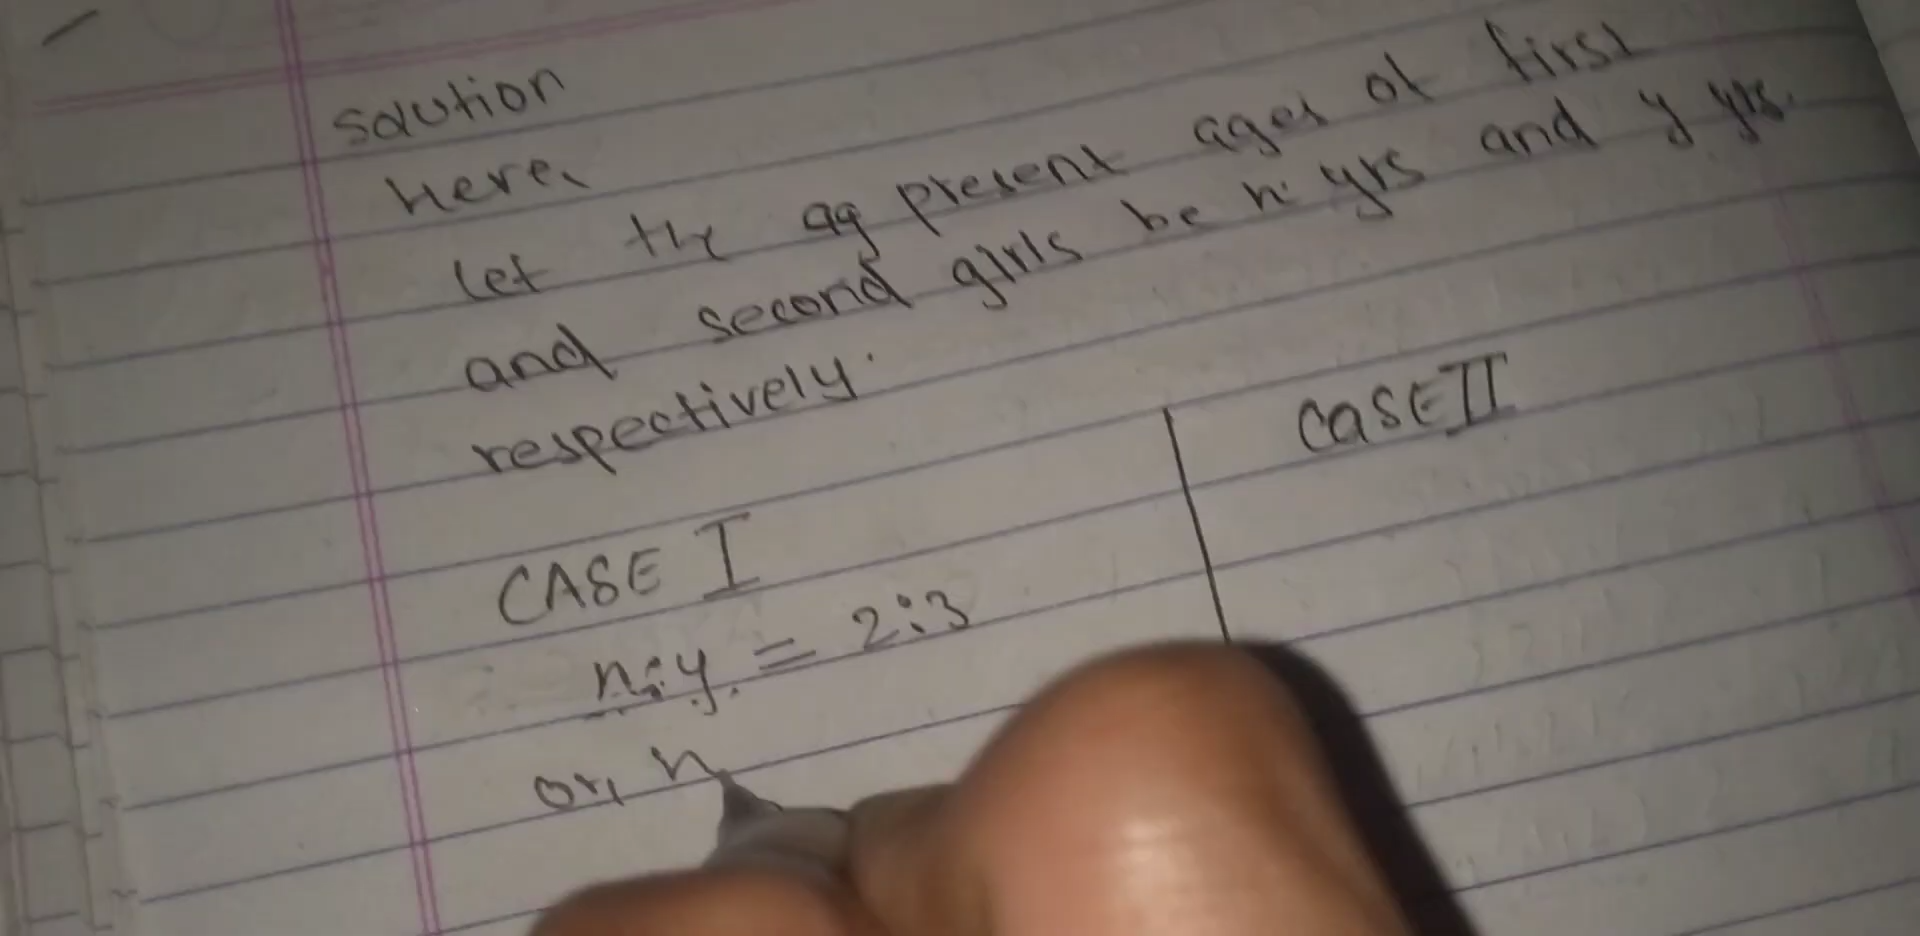 Solution
here,
Let the ag present ages of first
and second girls be x yrs and y yrs.
respectively.
CASE I
x:y = 2:3
or, x
CASE II